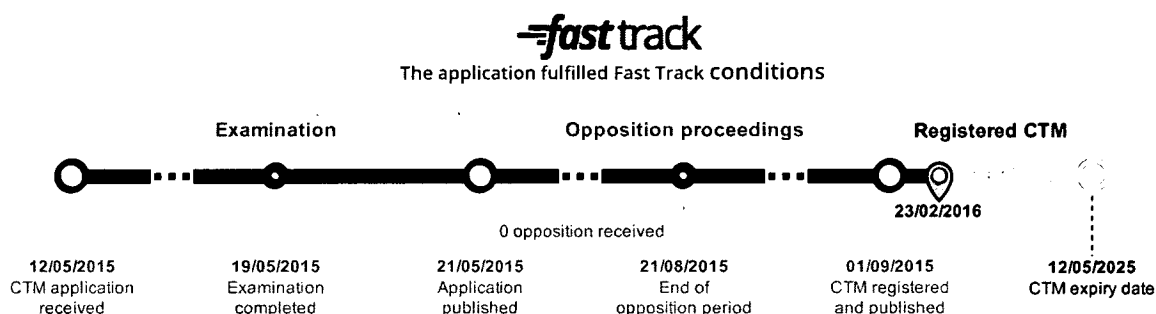 fast track
The application fulfilled Fast Track conditions
Examination
Opposition proceedings
Registered CTM
23/02/2016
0 opposition received
12/05/2015
CTM application
received
19/05/2015
Examination
completed
21/05/2015
Application
published
21/08/2015
End of
opposition period
01/09/2015
CTM registered
and published
12/05/2025
CTM expiry date